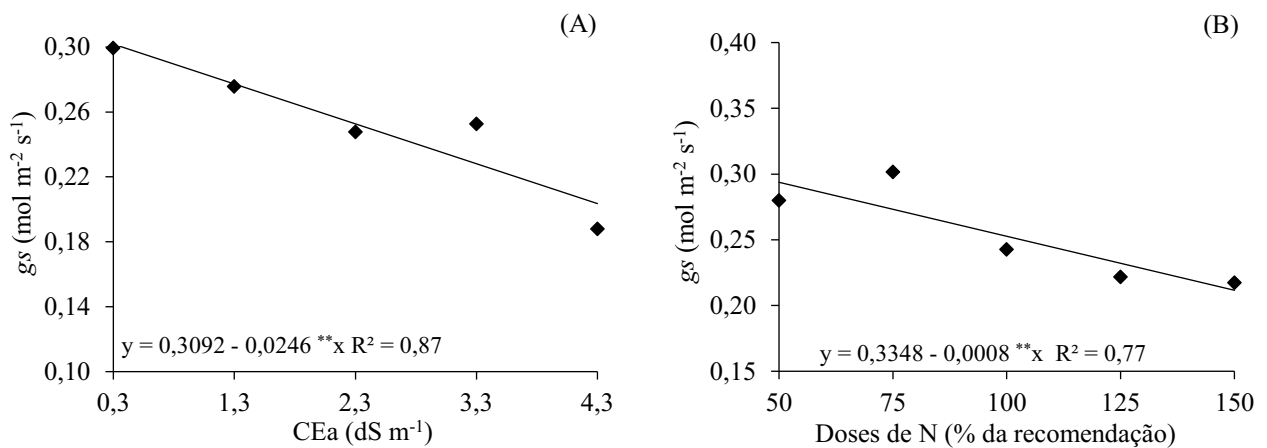 (A)
0,30
0,26
0,22
0,18
0,14
0,10
gs (mol m⁻² s⁻¹)
y = 0,3092 - 0,0246 **x R² = 0,87
0,3 1,3 2,3 3,3 4,3
CEa (dS m⁻¹)
(B)
0,40
0,35
0,30
0,25
0,20
0,15
gs (mol m⁻² s⁻¹)
y = 0,3348 - 0,0008 **x R² = 0,77
50 75 100 125 150
Doses de N (% da recomendação)